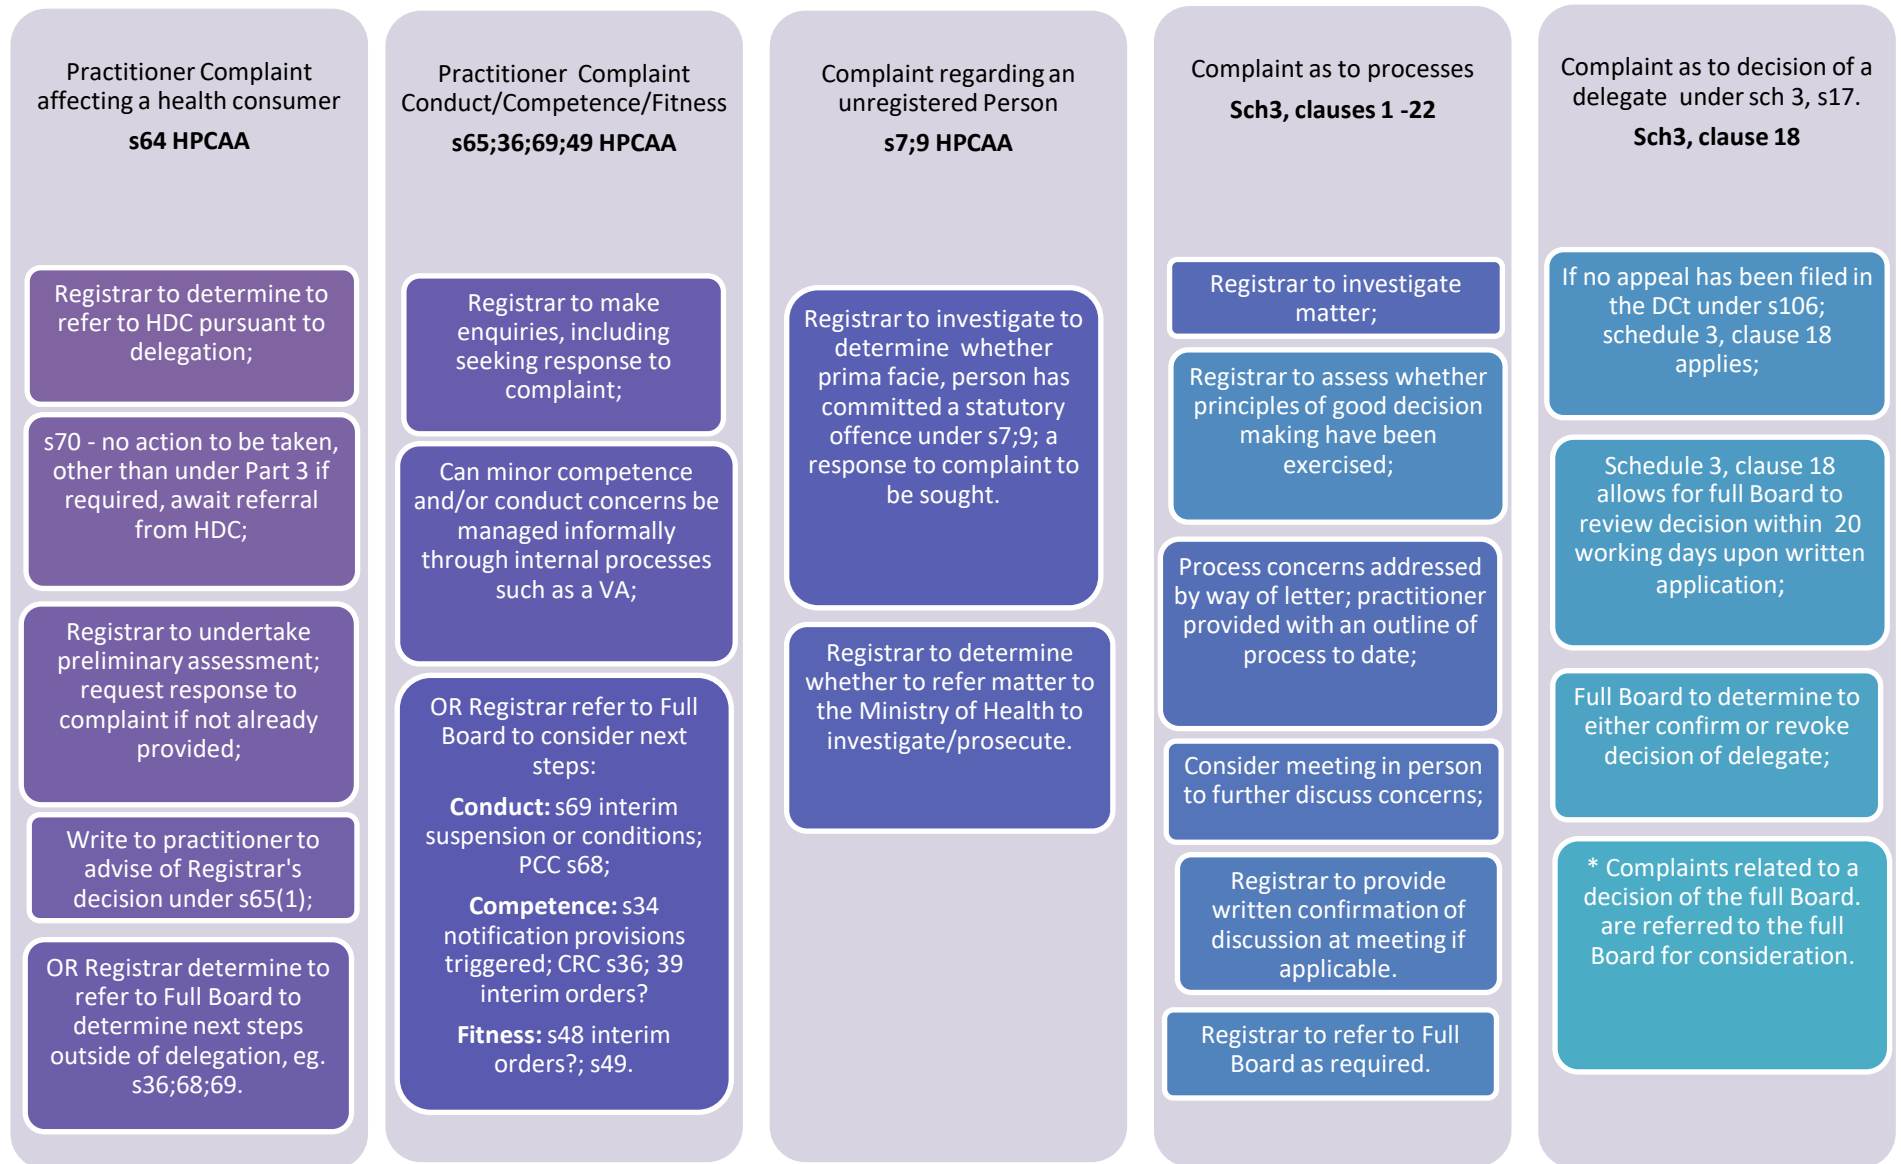 Practitioner Complaint
affecting a health consumer
s64 HPCAA
Registrar to determine to
refer to HDC pursuant to
delegation;
s70 - no action to be taken,
other than under Part 3 if
required, await referral
from HDC;
Registrar to undertake
preliminary assessment;
request response to
complaint if not already
provided;
Write to practitioner to
advise of Registrar's
decision under s65(1);
OR Registrar determine to
refer to Full Board to
determine next steps
outside of delegation, eg.
s36;68;69.
Practitioner Complaint
Conduct/Competence/Fitness
s65;36;69;49 HPCAA
Registrar to make
enquiries, including
seeking response to
complaint;
Can minor competence
and/or conduct concerns be
managed informally
through internal processes
such as a VA;
OR Registrar refer to Full
Board to consider next
steps:
Conduct: s69 interim
suspension or conditions;
PCC s68;
Competence: s34
notification provisions
triggered; CRC s36; 39
interim orders?
Fitness: s48 interim
orders?; s49.
Complaint regarding an
unregistered Person
s7;9 HPCAA
Registrar to investigate to
determine whether
prima facie, person has
committed a statutory
offence under s7;9; a
response to complaint to
be sought.
Registrar to determine
whether to refer matter to
the Ministry of Health to
investigate/prosecute.
Complaint as to processes
Sch3, clauses 1 -22
Registrar to investigate
matter;
Registrar to assess whether
principles of good decision
making have been
exercised;
Process concerns addressed
by way of letter; practitioner
provided with an outline of
process to date;
Consider meeting in person
to further discuss concerns;
Registrar to provide
written confirmation of
discussion at meeting if
applicable.
Registrar to refer to Full
Board as required.
Complaint as to decision of a
delegate under sch 3, s17.
Sch3, clause 18
If no appeal has been filed in
the DCt under s106;
schedule 3, clause 18
applies;
Schedule 3, clause 18
allows for full Board to
review decision within 20
working days upon written
application;
Full Board to determine to
either confirm or revoke
decision of delegate;
* Complaints related to a
decision of the full Board.
are referred to the full
Board for consideration.